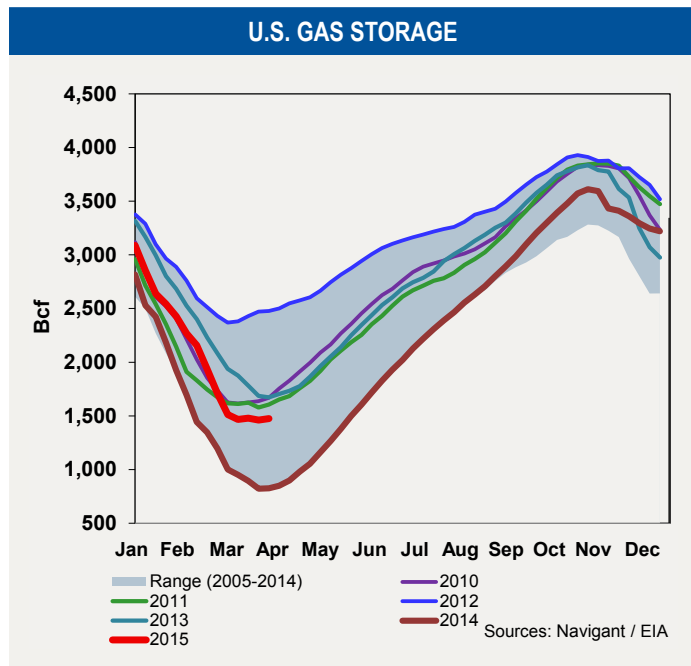 U.S. GAS STORAGE
4,500
4,000
3,500
3,000
2,500
2,000
1,500
1,000
500
Bcf
Jan Feb Mar Apr May Jun Jul Aug Sep Oct Nov Dec
Range (2005-2014) 2010
2011 2012
2013 2014
2015 Sources: Navigant / EIA